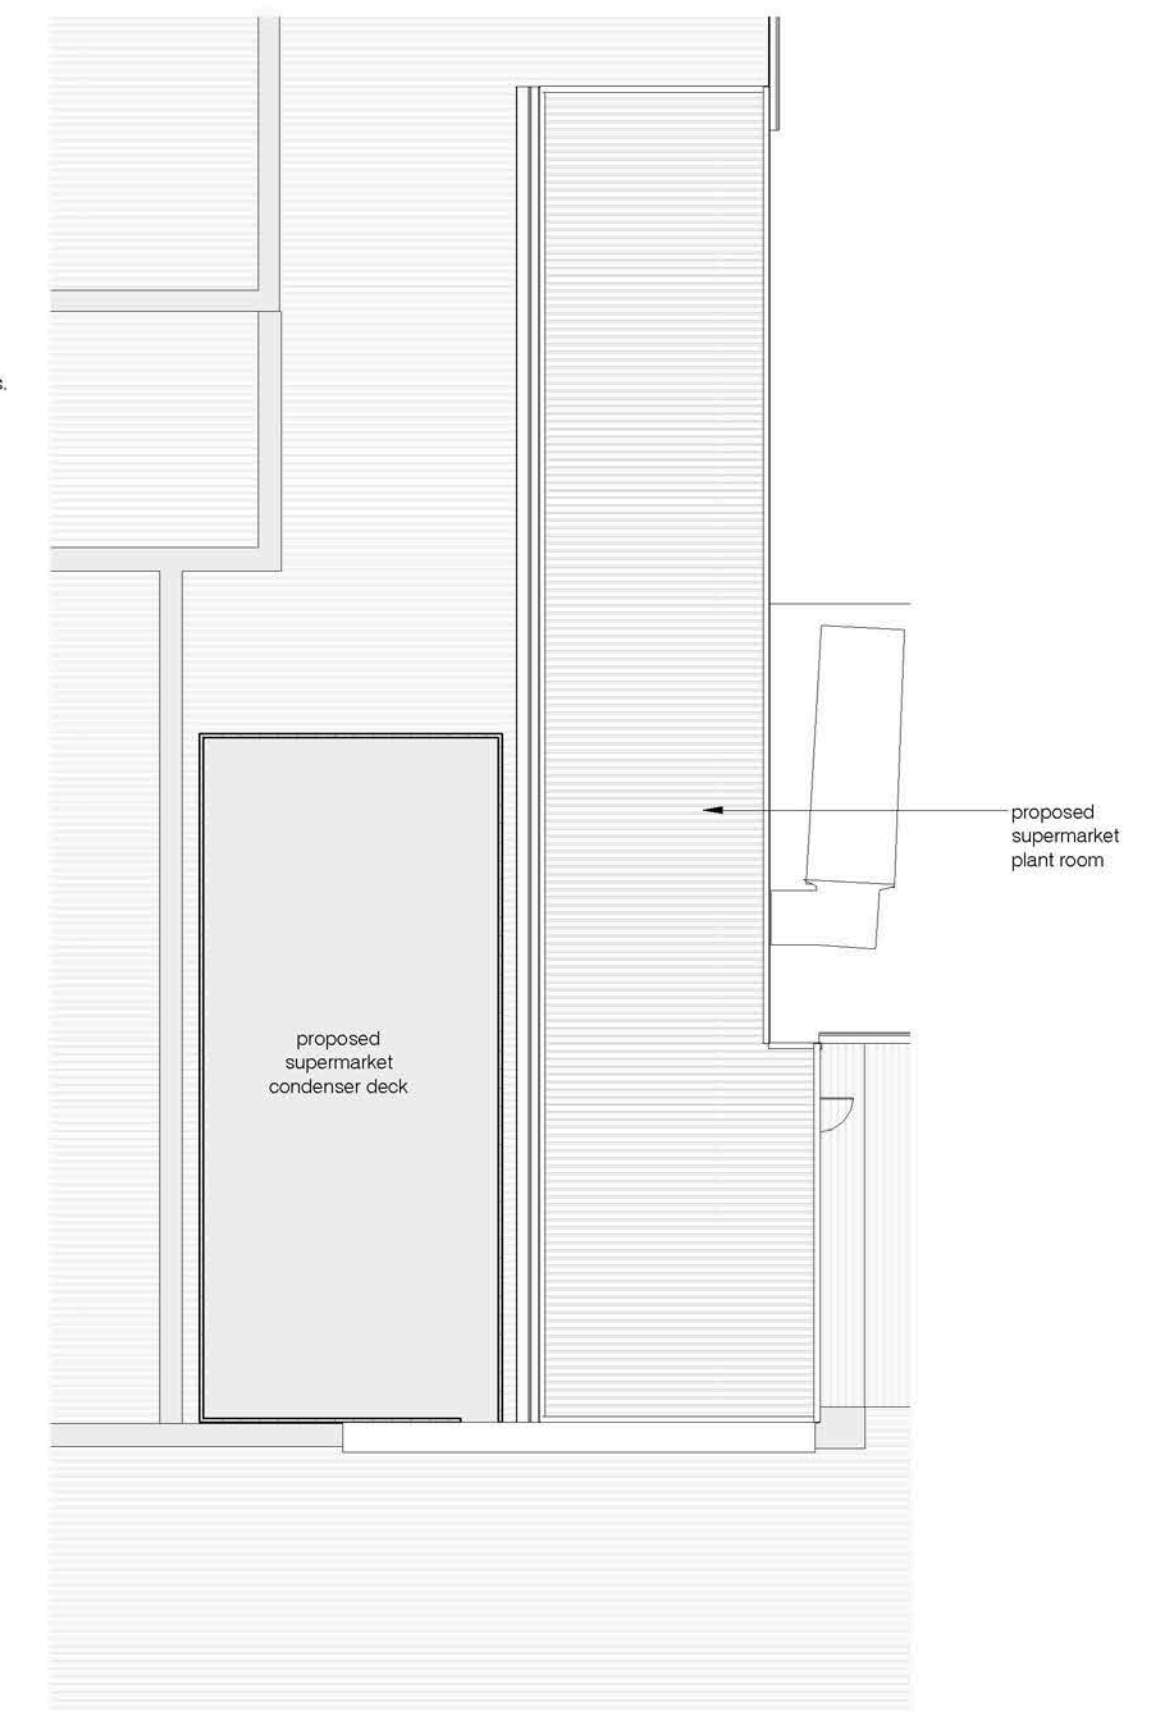 s.
proposed
supermarket
plant room
proposed
supermarket
condenser deck